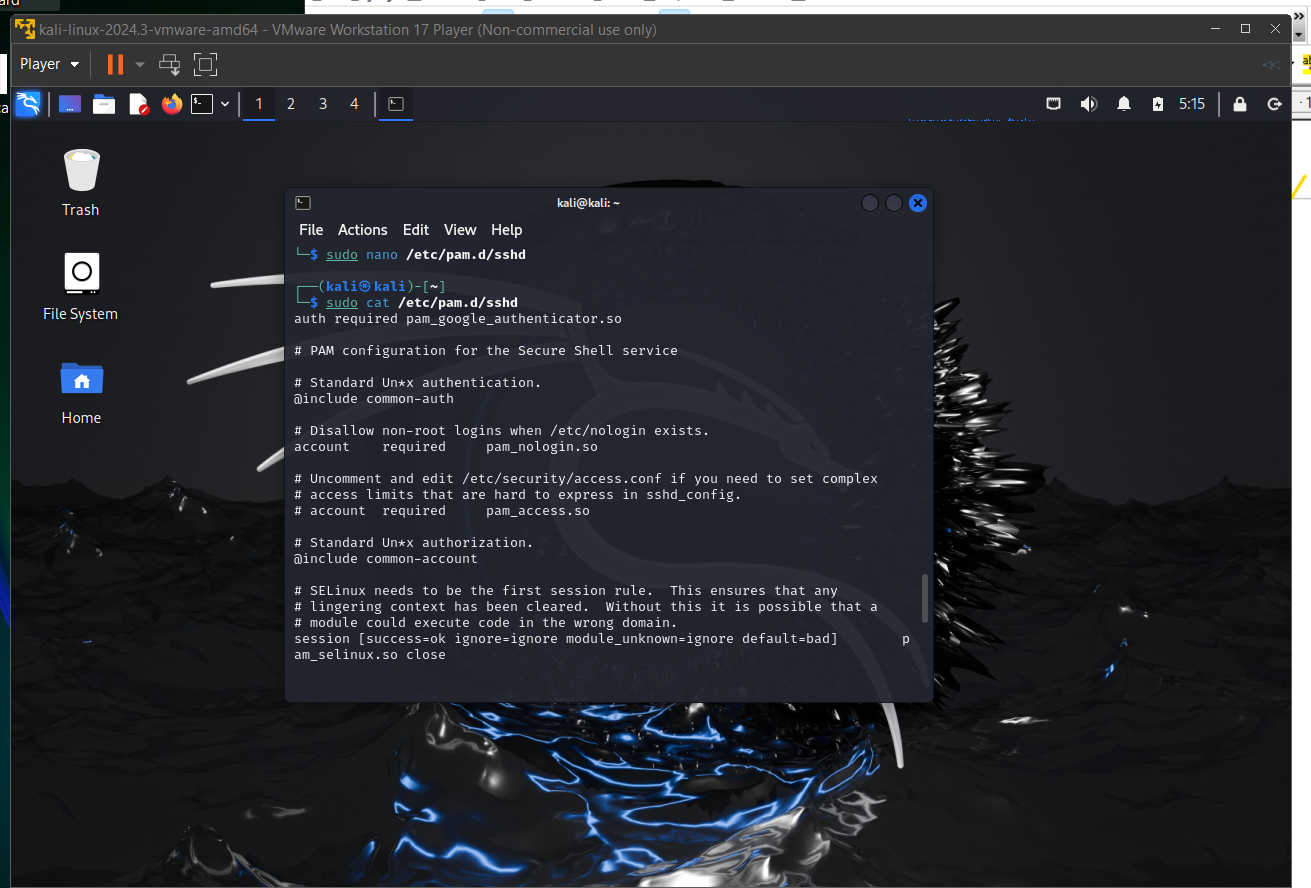 kali-linux-2024.3-vmware-amd64 - VMware Workstation 17 Player (Non-commercial use only)
Player
1 2 3 4
5:15
Trash
File System
Home
kali@kali: ~
File Actions Edit View Help
└─$ sudo nano /etc/pam.d/sshd
┌──(kali㉿kali)-[~]
└─$ sudo cat /etc/pam.d/sshd
auth required pam_google_authenticator.so
# PAM configuration for the Secure Shell service
# Standard Un*x authentication.
@include common-auth
# Disallow non-root logins when /etc/nologin exists.
account    required     pam_nologin.so
# Uncomment and edit /etc/security/access.conf if you need to set complex
# access limits that are hard to express in sshd_config.
# account  required     pam_access.so
# Standard Un*x authorization.
@include common-account
# SELinux needs to be the first session rule.  This ensures that any
# lingering context has been cleared.  Without this it is possible that a
# module could execute code in the wrong domain.
session [success=ok ignore=ignore module_unknown=ignore default=bad]        p
am_selinux.so close